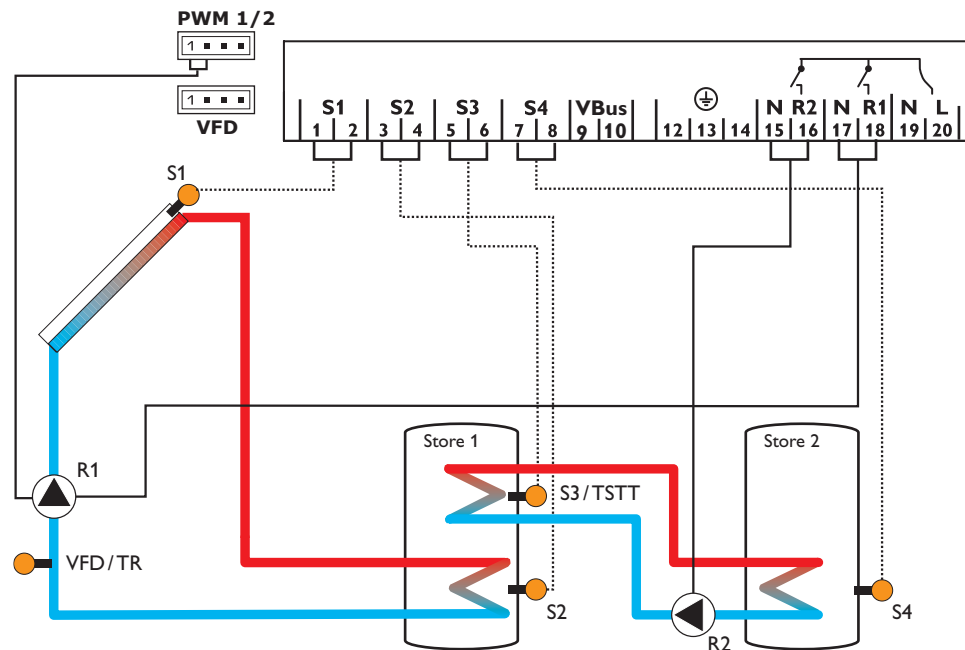 PWM 1/2
1
1
VFD
S1 S2 S3 S4 VBus N R2 N R1 N L
1 2 3 4 5 6 7 8 9 10 12 13 14 15 16 17 18 19 20
S1
Store 1
Store 2
R1
S3/TSTT
VFD/TR
S2
R2
S4